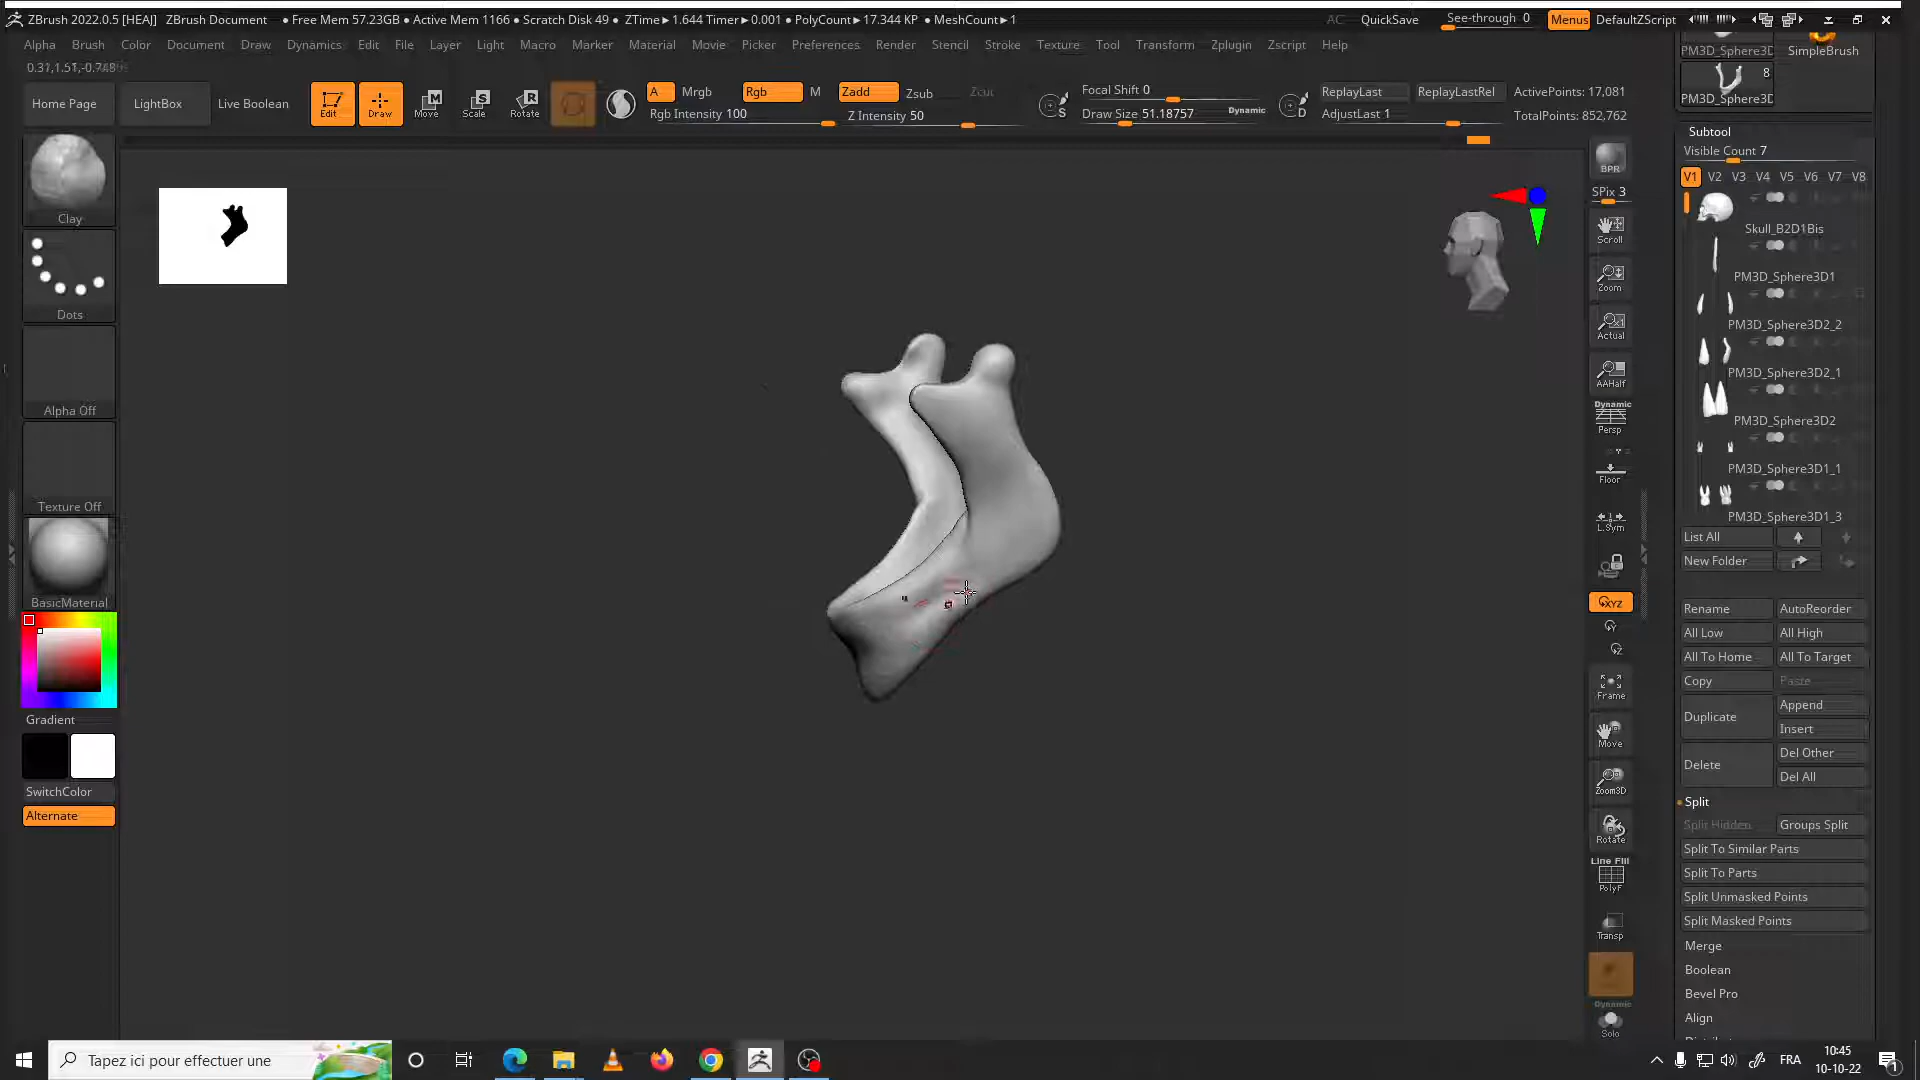 ZBrush 2022.0.5 [HEAJ] ZBrush Document • Free Mem 57.23GB • Active Mem 1166 • Scratch Disk 49 • ZTime▸1.644 Timer▸0.001 • PolyCount▸17.344 KP • MeshCount▸1 AC QuickSave See-through 0 Menus DefaultZScript
Alpha Brush Color Document Draw Dynamics Edit File Layer Light Macro Marker Material Movie Picker Preferences Render Stencil Stroke Texture Tool Transform Zplugin Zscript Help
PM3D_Sphere3D SimpleBrush
Home Page LightBox Live Boolean Edit Draw Move Scale Rotate
A Mrgb Rgb M Zadd Zsub Zcut
Rgb Intensity 100 Z Intensity 50
Focal Shift 0
Draw Size 51.18757 Dynamic
S D
ReplayLast ReplayLastRel ActivePoints: 17,081
AdjustLast 1 TotalPoints: 852,762
8
PM3D_Sphere3D
Clay
Dots
Alpha Off
Texture Off
BasicMaterial
Gradient
SwitchColor
Alternate
BPR
SPix 3
Scroll
Zoom
Actual
AAHalf
Dynamic
Persp
Floor
L.Sym
XYZ
Frame
Move
Zoom3D
Rotate
Line Fill
PolyF
Transp
Dynamic
Solo
Subtool
Visible Count 7
V1 V2 V3 V4 V5 V6 V7 V8
Skull_B2D1Bis
PM3D_Sphere3D1
PM3D_Sphere3D2_2
PM3D_Sphere3D2_1
PM3D_Sphere3D2
PM3D_Sphere3D1_1
PM3D_Sphere3D1_3
List All
New Folder
Rename AutoReorder
All Low All High
All To Home All To Target
Copy Paste
Duplicate Append
Insert
Delete Del Other
Del All
Split
Split Hidden Groups Split
Split To Similar Parts
Split To Parts
Split Unmasked Points
Split Masked Points
Merge
Boolean
Bevel Pro
Align
Tapez ici pour effectuer une
FRA
10:45
10-10-22
1